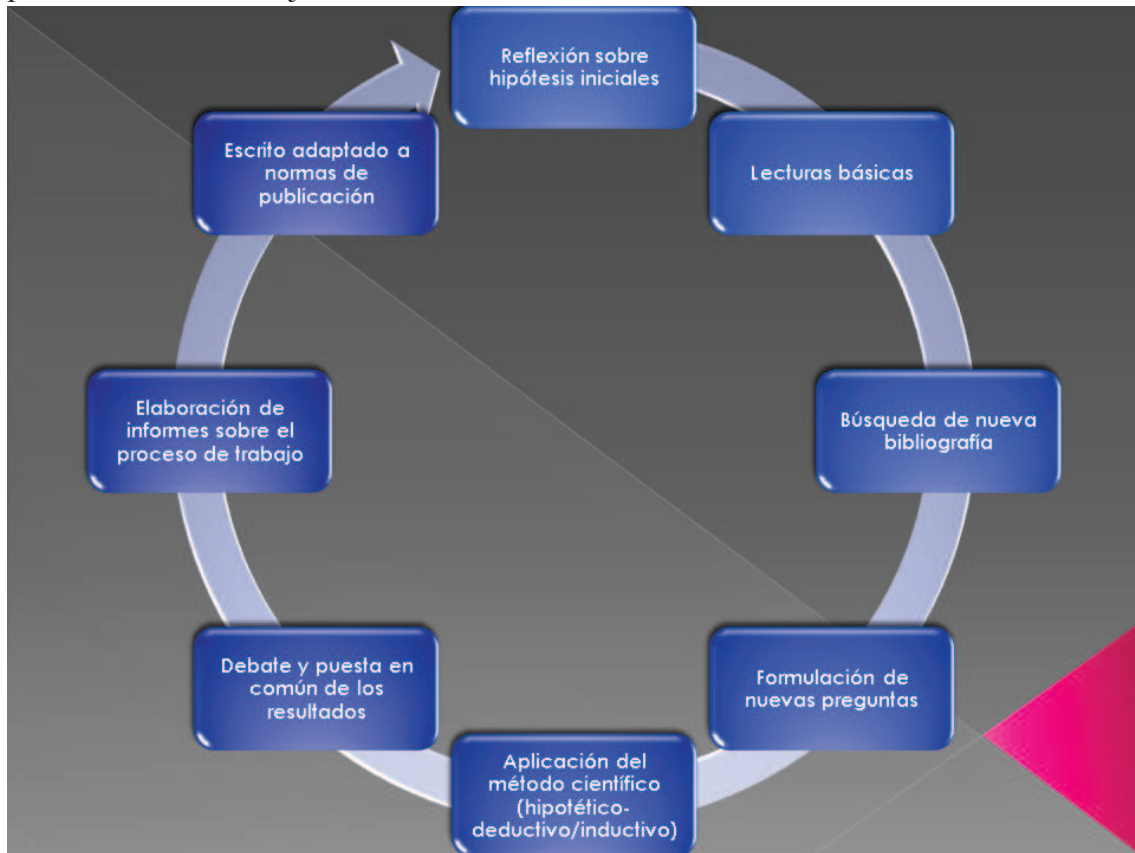 Reflexión sobre
hipótesis iniciales
Lecturas básicas
Búsqueda de nueva
bibliografía
Formulación de
nuevas preguntas
Aplicación del
método científico
(hipotético-
deductivo/inductivo)
Debate y puesta en
común de los
resultados
Elaboración de
informes sobre el
proceso de trabajo
Escrito adaptado a
normas de
publicación